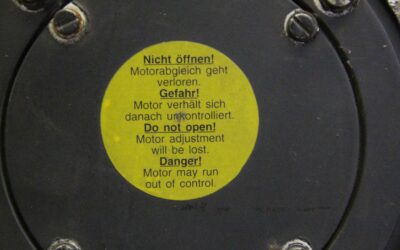 Nicht öffnen!
Motorabgleich geht
verloren.
Gefahr!
Motor verhält sich
danach unkontrolliert.
Do not open!
Motor adjustment
will be lost.
Danger!
Motor may run
out of control.